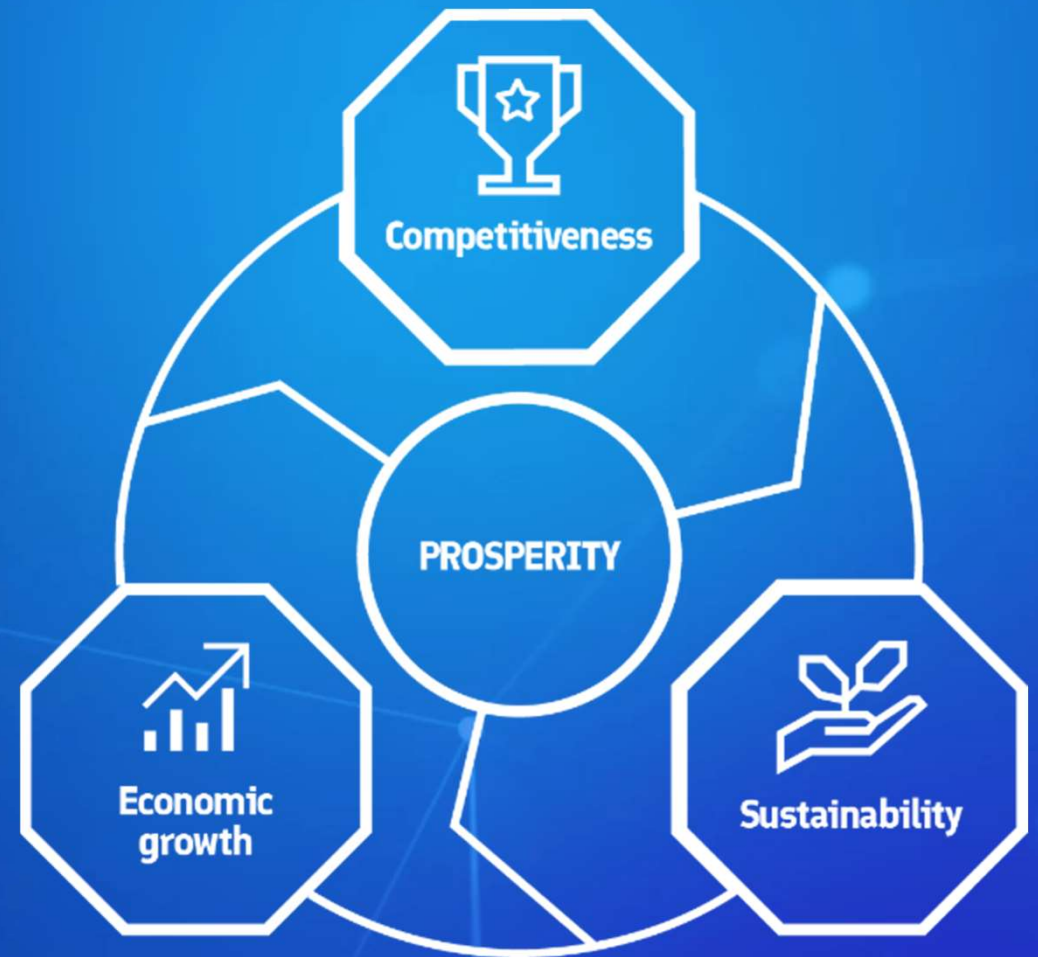 Competitiveness
PROSPERITY
Economic
growth
Sustainability